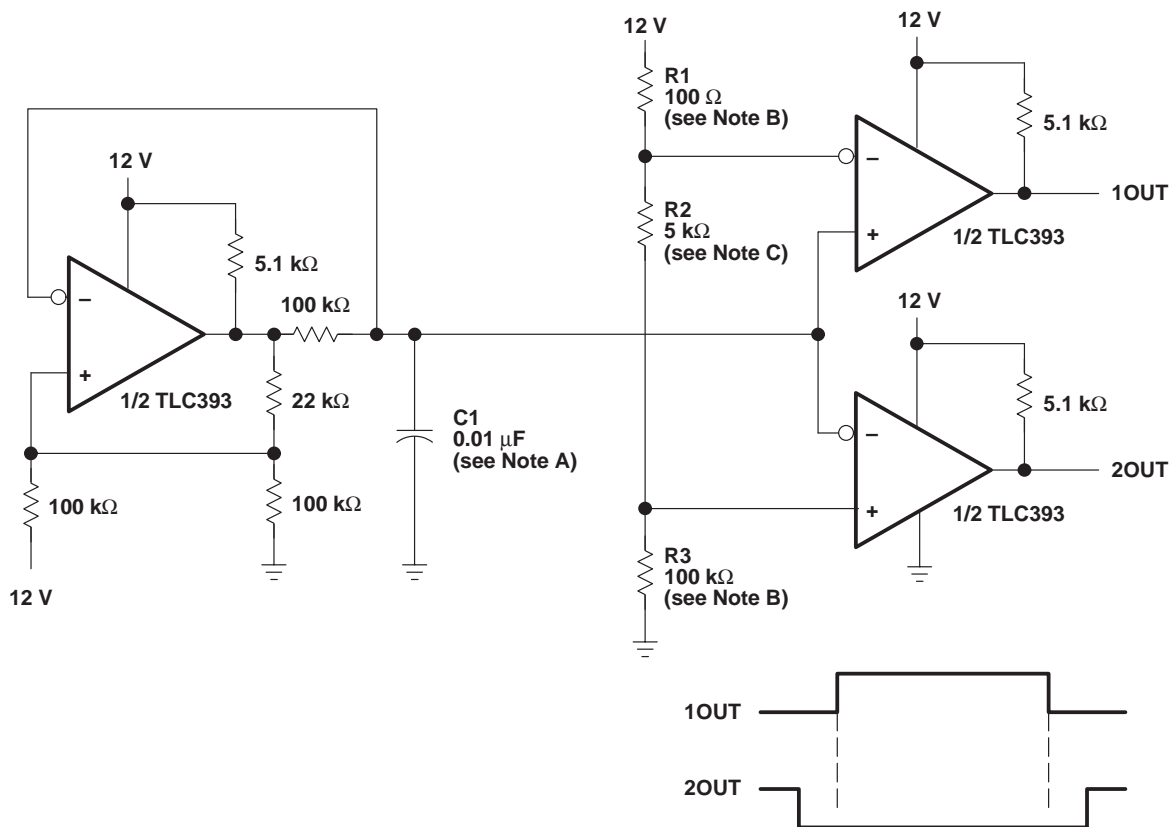 12 V
5.1 kΩ
100 kΩ
−
+
1/2 TLC393
22 kΩ
100 kΩ
100 kΩ
12 V
C1
0.01 μF
(see Note A)
12 V
R1
100 Ω
(see Note B)
R2
5 kΩ
(see Note C)
R3
100 kΩ
(see Note B)
12 V
5.1 kΩ
−
+
1OUT
1/2 TLC393
12 V
5.1 kΩ
−
+
2OUT
1/2 TLC393
1OUT
2OUT